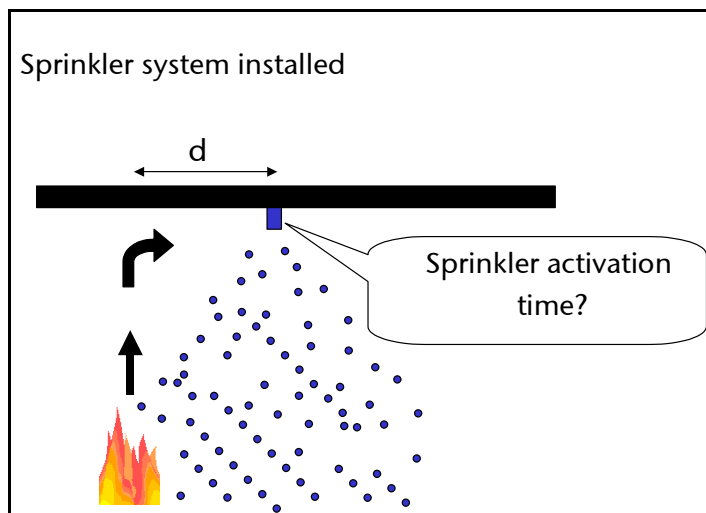 Sprinkler system installed
d
Sprinkler activation
time?